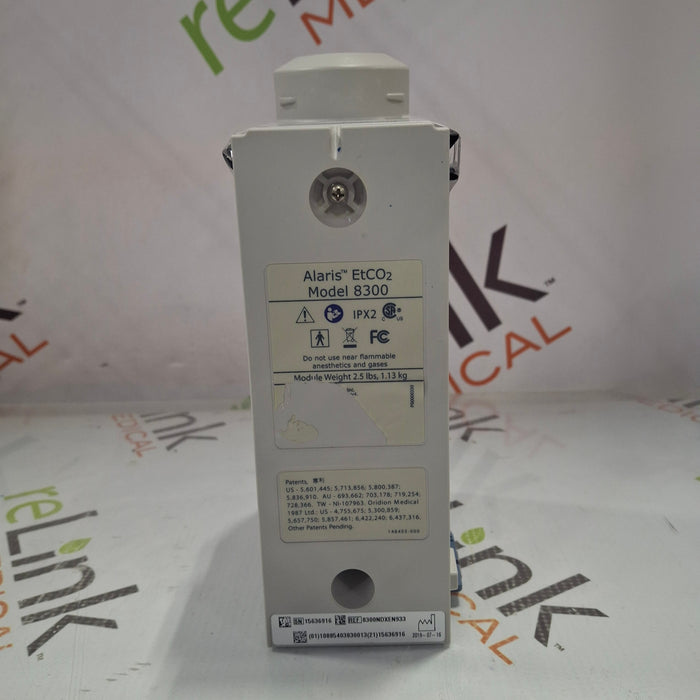 Alaris™ EtCO2
Model 8300
IPX2
FC
Do not use near flammable
anesthetics and gases
Module Weight 2.5 lbs, 1.13 kg
Patents, 專利
US - 5,601,445; 5,713,856; 5,800,387;
5,836,910. AU - 693,662; 703,178; 719,254;
728,366. TW - NI-107963. Oridion Medical
1987 Ltd.; US - 4,755,675; 5,300,859;
5,657,750; 5,857,461; 6,422,240; 6,437,316.
Other Patents Pending.
SN 15636916 REF 8300NDXEN933
(01)10885403830013(21)15636916
2019-07-16
reLink
MEDICAL